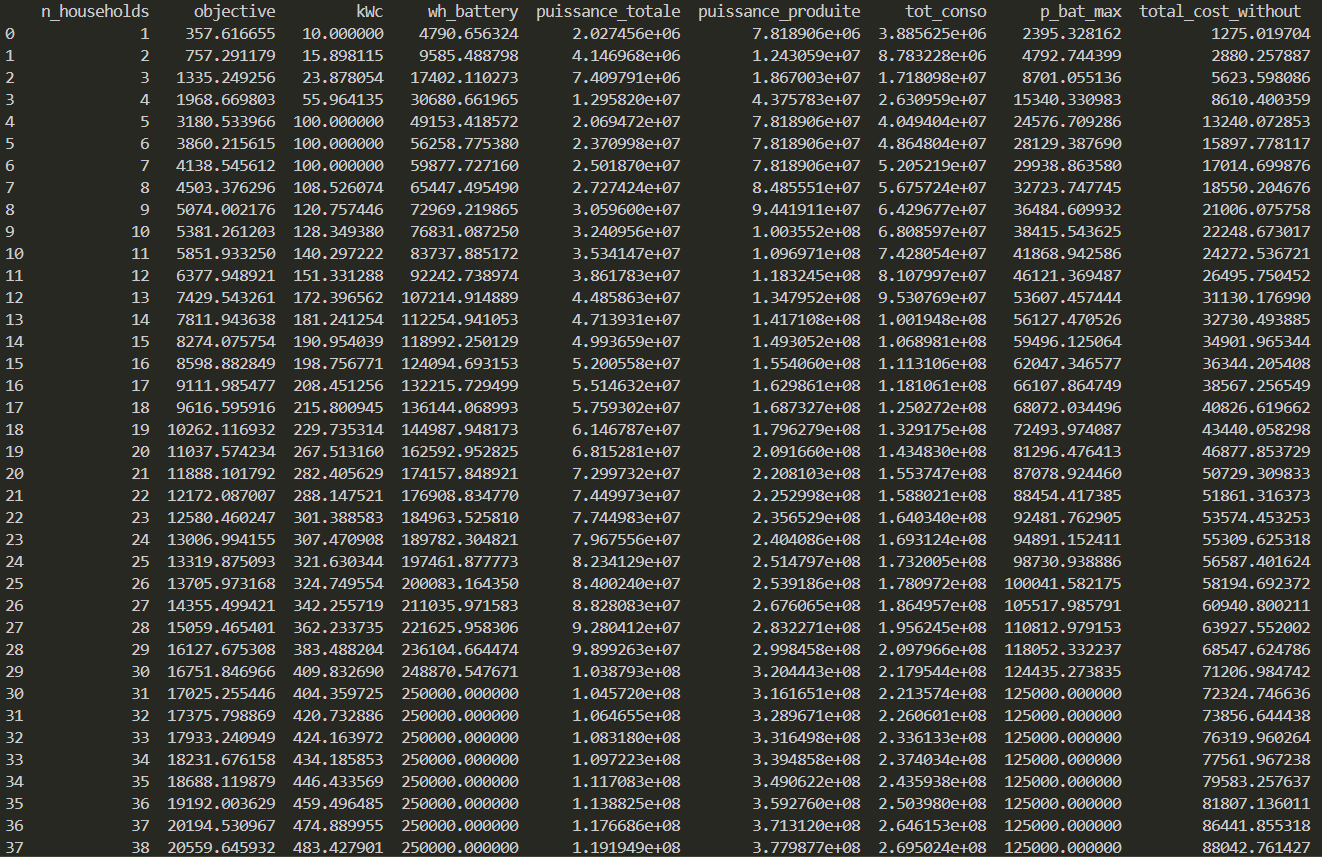 n_households objective kWc wh_battery puissance_totale puissance_produite tot_conso p_bat_max total_cost_without
0 1 357.616655 10.000000 4790.656324 2.027456e+06 7.818906e+06 3.885625e+06 2395.328162 1275.019704
1 2 757.291179 15.898115 9585.488798 4.146968e+06 1.243059e+07 8.783228e+06 4792.744399 2880.257887
2 3 1335.249256 23.878054 17402.110273 7.409791e+06 1.867003e+07 1.718098e+07 8701.055136 5623.598086
3 4 1968.669803 55.964135 30680.661965 1.295820e+07 4.375783e+07 2.630959e+07 15340.330983 8610.400359
4 5 3180.533966 100.000000 49153.418572 2.069472e+07 7.818906e+07 4.049404e+07 24576.709286 13240.072853
5 6 3860.215615 100.000000 56258.775380 2.370998e+07 7.818906e+07 4.864804e+07 28129.387690 15897.778117
6 7 4138.545612 100.000000 59877.727160 2.501870e+07 7.818906e+07 5.205219e+07 29938.863580 17014.699876
7 8 4503.376296 108.526074 65447.495490 2.727424e+07 8.485551e+07 5.675724e+07 32723.747745 18550.204676
8 9 5074.002176 120.757446 72969.219865 3.059600e+07 9.441911e+07 6.429677e+07 36484.609932 21006.075758
9 10 5381.261203 128.349380 76831.087250 3.240956e+07 1.003552e+08 6.808597e+07 38415.543625 22248.673017
10 11 5851.933250 140.297222 83737.885172 3.534147e+07 1.096971e+08 7.428054e+07 41868.942586 24272.536721
11 12 6377.948921 151.331288 92242.738974 3.861783e+07 1.183245e+08 8.107997e+07 46121.369487 26495.750452
12 13 7429.543261 172.396562 107214.914889 4.485863e+07 1.347952e+08 9.530769e+07 53607.457444 31130.176990
13 14 7811.943638 181.241254 112254.941053 4.713931e+07 1.417108e+08 1.001948e+08 56127.470526 32730.493885
14 15 8274.075754 190.954039 118992.250129 4.993659e+07 1.493052e+08 1.068981e+08 59496.125064 34901.965344
15 16 8598.882849 198.756771 124094.693153 5.200558e+07 1.554060e+08 1.113106e+08 62047.346577 36344.205408
16 17 9111.985477 208.451256 132215.729499 5.514632e+07 1.629861e+08 1.181061e+08 66107.864749 38567.256549
17 18 9616.595916 215.800945 136144.068993 5.759302e+07 1.687327e+08 1.250272e+08 68072.034496 40826.619662
18 19 10262.116932 229.735314 144987.948173 6.146787e+07 1.796279e+08 1.329175e+08 72493.974087 43440.058298
19 20 11037.574234 267.513160 162592.952825 6.815281e+07 2.091660e+08 1.434830e+08 81296.476413 46877.853729
20 21 11888.101792 282.405629 174157.848921 7.299732e+07 2.208103e+08 1.553747e+08 87078.924460 50729.309833
21 22 12172.087007 288.147521 176908.834770 7.449973e+07 2.252998e+08 1.588021e+08 88454.417385 51861.316373
22 23 12580.460247 301.388583 184963.525810 7.744983e+07 2.356529e+08 1.640340e+08 92481.762905 53574.453253
23 24 13006.994155 307.470908 189782.304821 7.967556e+07 2.404086e+08 1.693124e+08 94891.152411 55309.625318
24 25 13319.875093 321.630344 197461.877773 8.234129e+07 2.514797e+08 1.732005e+08 98730.938886 56587.401624
25 26 13705.973168 324.749554 200083.164350 8.400240e+07 2.539186e+08 1.780972e+08 100041.582175 58194.692372
26 27 14355.499421 342.255719 211035.971583 8.828083e+07 2.676065e+08 1.864957e+08 105517.985791 60940.800211
27 28 15059.465401 362.233735 221625.958306 9.280412e+07 2.832271e+08 1.956245e+08 110812.979153 63927.552002
28 29 16127.675308 383.488204 236104.664474 9.899263e+07 2.998458e+08 2.097966e+08 118052.332237 68547.624786
29 30 16751.846966 409.832690 248870.547671 1.038793e+08 3.204443e+08 2.179544e+08 124435.273835 71206.984742
30 31 17025.255446 404.359725 250000.000000 1.045720e+08 3.161651e+08 2.213574e+08 125000.000000 72324.746636
31 32 17375.798869 420.732886 250000.000000 1.064655e+08 3.289671e+08 2.260601e+08 125000.000000 73856.644438
32 33 17933.240949 424.163972 250000.000000 1.083180e+08 3.316498e+08 2.336133e+08 125000.000000 76319.960264
33 34 18231.676158 434.185853 250000.000000 1.097223e+08 3.394858e+08 2.374034e+08 125000.000000 77561.967238
34 35 18688.119879 446.433569 250000.000000 1.117083e+08 3.490622e+08 2.435938e+08 125000.000000 79583.257637
35 36 19192.003629 459.496485 250000.000000 1.138825e+08 3.592760e+08 2.503980e+08 125000.000000 81807.136011
36 37 20194.530967 474.889955 250000.000000 1.176686e+08 3.713120e+08 2.646153e+08 125000.000000 86441.855318
37 38 20559.645932 483.427901 250000.000000 1.191949e+08 3.779877e+08 2.695024e+08 125000.000000 88042.761427